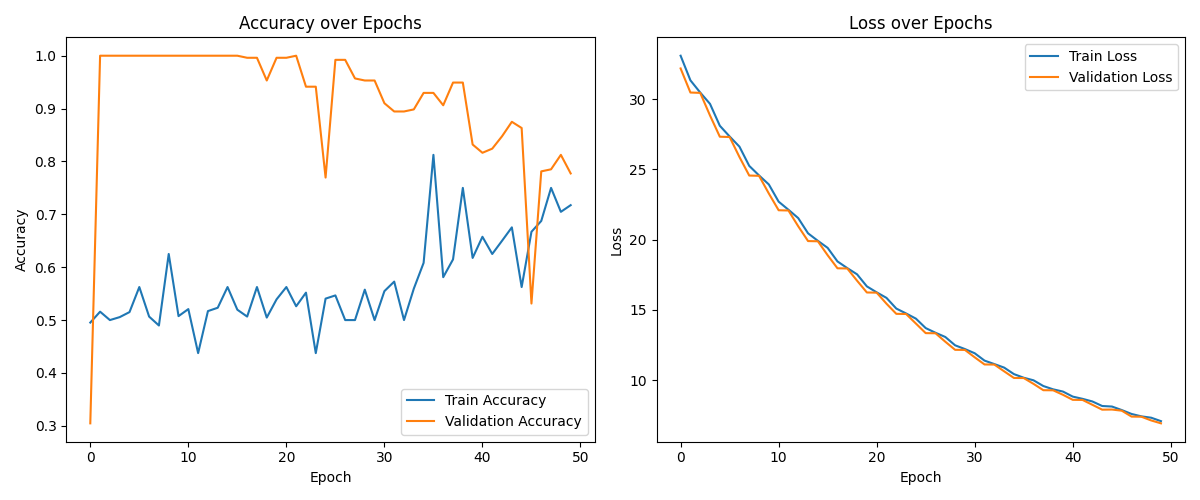 Accuracy over Epochs
Accuracy
1.0
0.9
0.8
0.7
0.6
0.5
0.4
0.3
Train Accuracy
Validation Accuracy
0 10 20 30 40 50
Epoch
Loss over Epochs
Loss
30
25
20
15
10
Train Loss
Validation Loss
0 10 20 30 40 50
Epoch